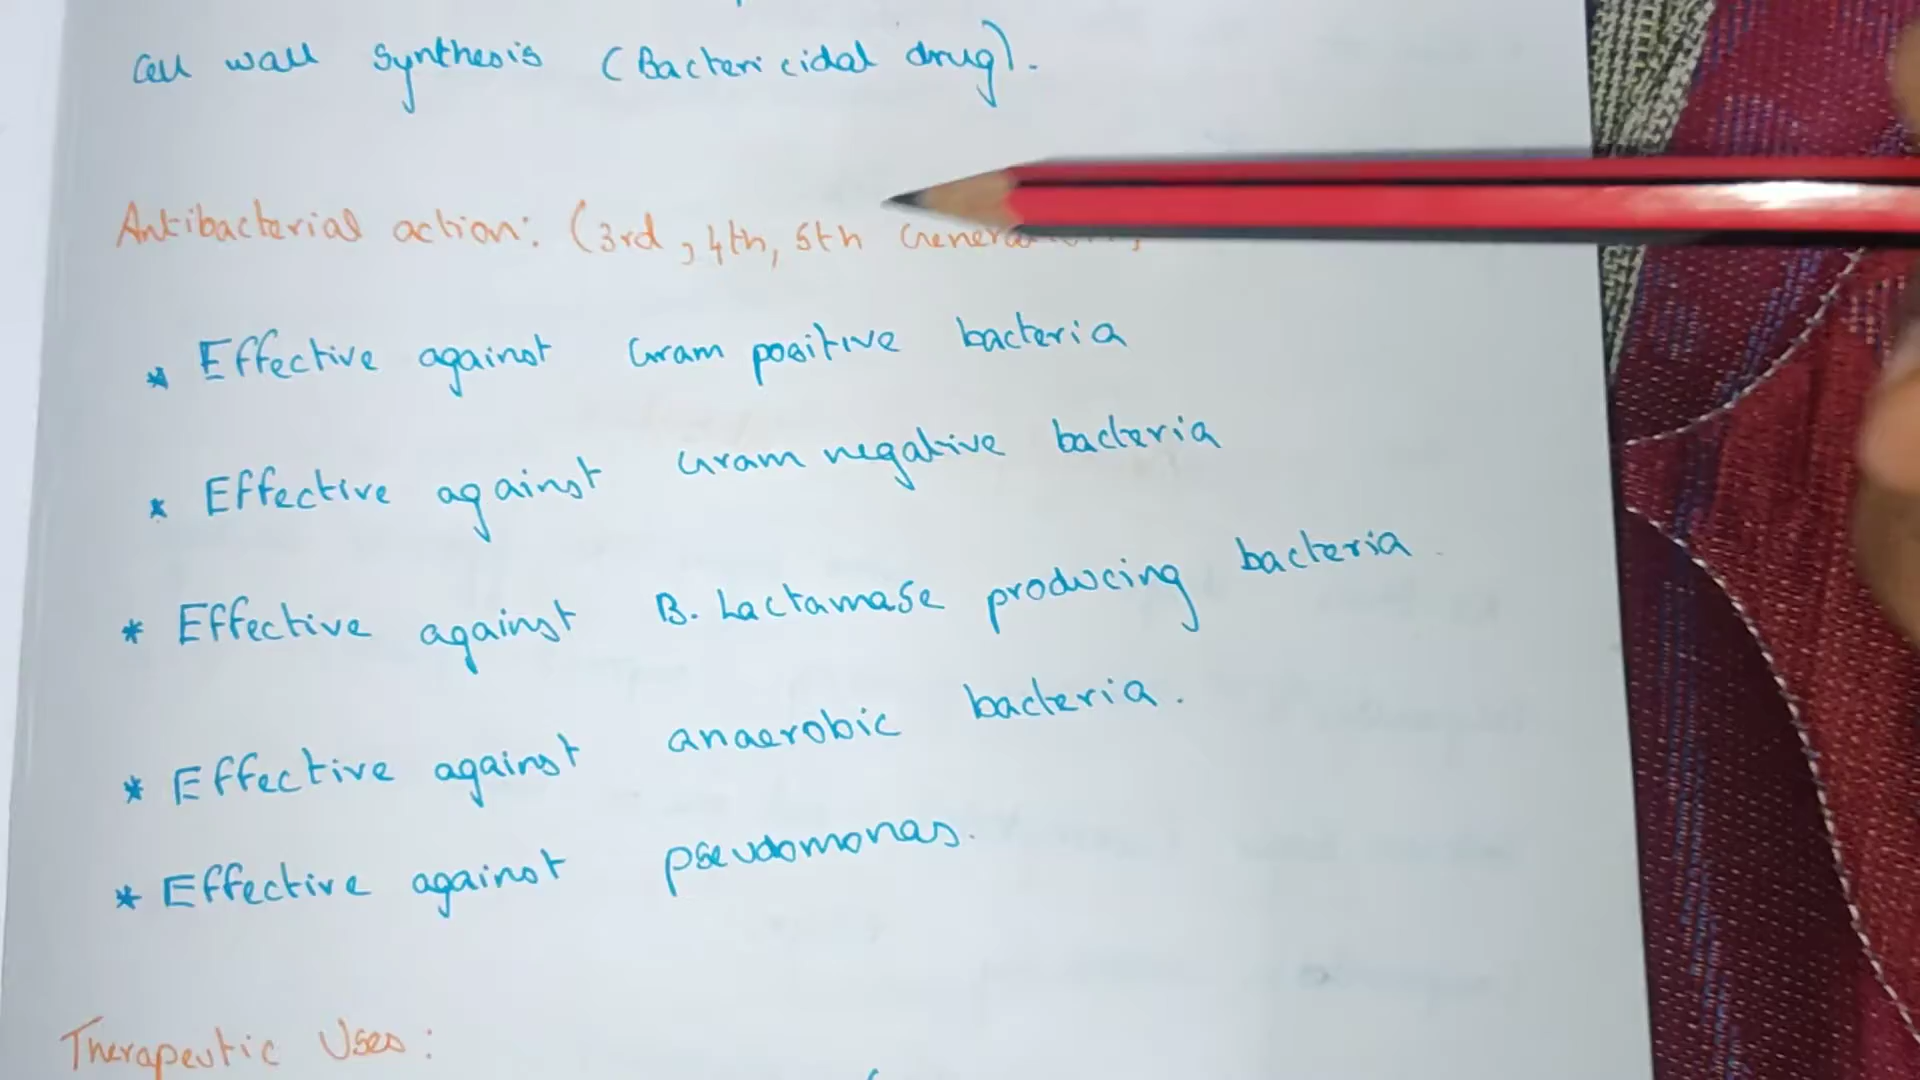 Cell wall synthesis (Bactericidal drug).
Antibacterial action: (3rd, 4th, 5th
* Effective against Gram positive bacteria
* Effective against Gram negative bacteria
* Effective against B. Lactamase producing bacteria.
* Effective against anaerobic bacteria.
* Effective against pseudomonas.
Therapeutic Uses: